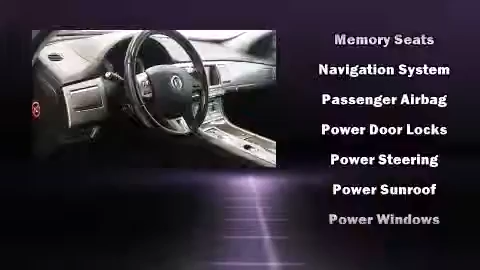 Memory Seats
Navigation System
Passenger Airbag
Power Door Locks
Power Steering
Power Sunroof
Power Windows